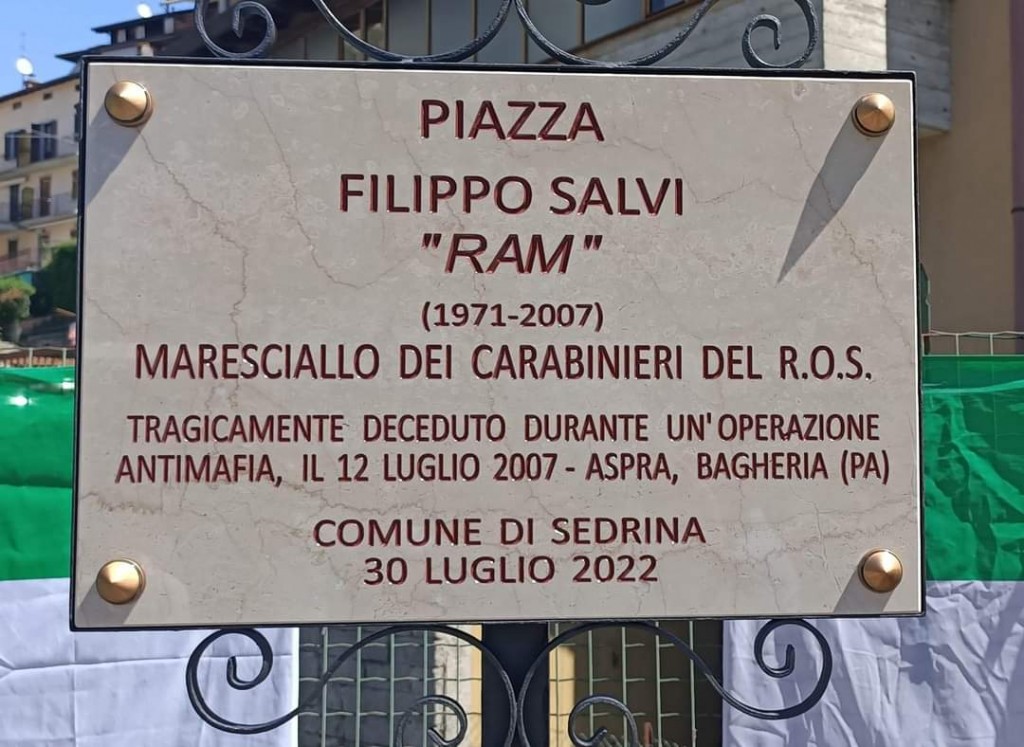 PIAZZA
FILIPPO SALVI
"RAM"
(1971-2007)
MARESCIALLO DEI CARABINIERI DEL R.O.S.
TRAGICAMENTE DECEDUTO DURANTE UN'OPERAZIONE
ANTIMAFIA, IL 12 LUGLIO 2007 - ASPRA, BAGHERIA (PA)
COMUNE DI SEDRINA
30 LUGLIO 2022